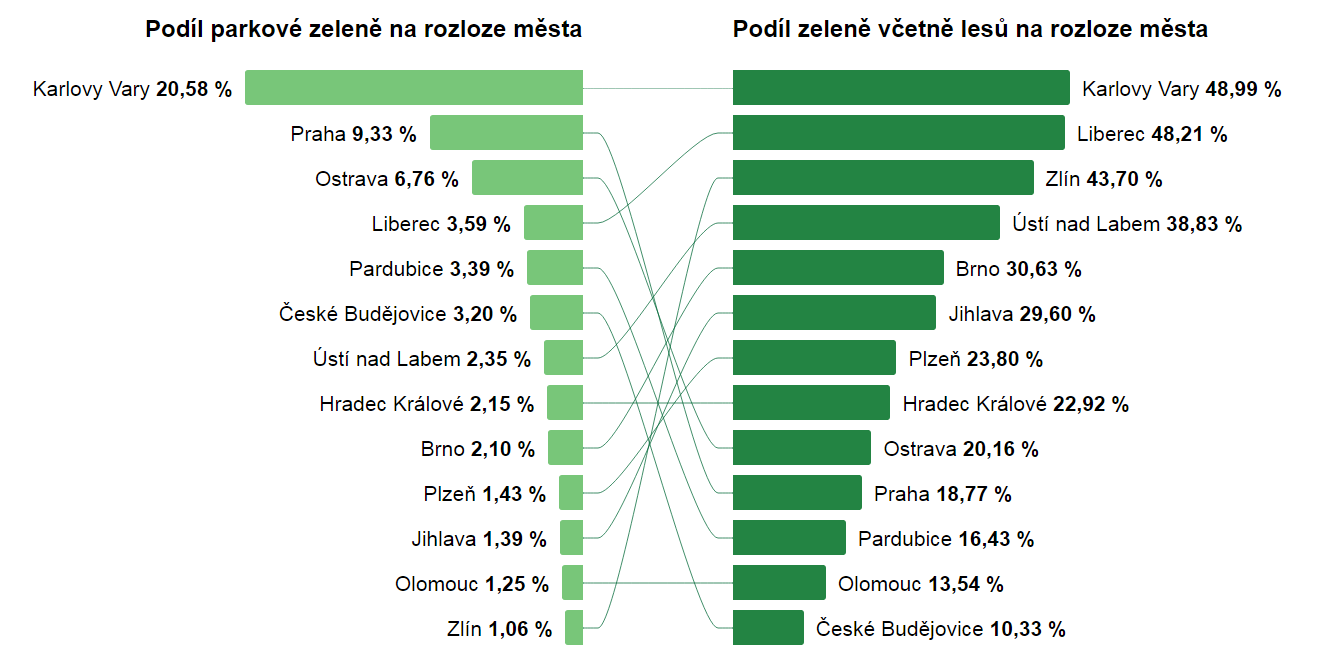 Podíl parkové zeleně na rozloze města
Karlovy Vary 20,58 %
Praha 9,33 %
Ostrava 6,76 %
Liberec 3,59 %
Pardubice 3,39 %
České Budějovice 3,20 %
Ústí nad Labem 2,35 %
Hradec Králové 2,15 %
Brno 2,10 %
Plzeň 1,43 %
Jihlava 1,39 %
Olomouc 1,25 %
Zlín 1,06 %
Podíl zeleně včetně lesů na rozloze města
Karlovy Vary 48,99 %
Liberec 48,21 %
Zlín 43,70 %
Ústí nad Labem 38,83 %
Brno 30,63 %
Jihlava 29,60 %
Plzeň 23,80 %
Hradec Králové 22,92 %
Ostrava 20,16 %
Praha 18,77 %
Pardubice 16,43 %
Olomouc 13,54 %
České Budějovice 10,33 %